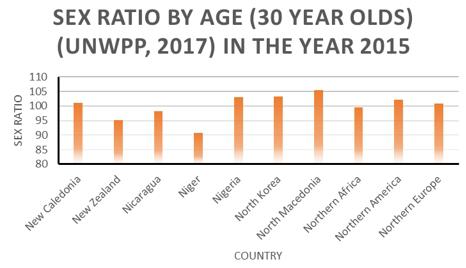 SEX RATIO BY AGE (30 YEAR OLDS)
(UNWPP, 2017) IN THE YEAR 2015
110
105
100
95
90
85
80
SEX RATIO
New Caledonia
New Zealand
Nicaragua
Niger
Nigeria
North Korea
North Macedonia
Northern Africa
Northern America
Northern Europe
COUNTRY